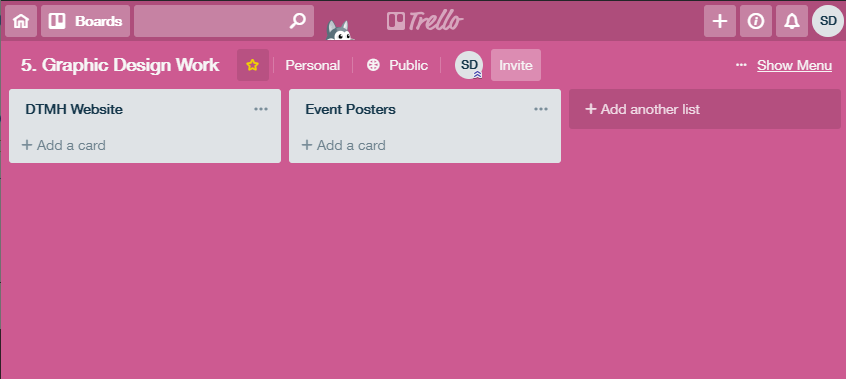 Boards
Trello
SD
5. Graphic Design Work
Personal
Public
SD
Invite
Show Menu
DTMH Website
Event Posters
+ Add another list
+ Add a card
+ Add a card